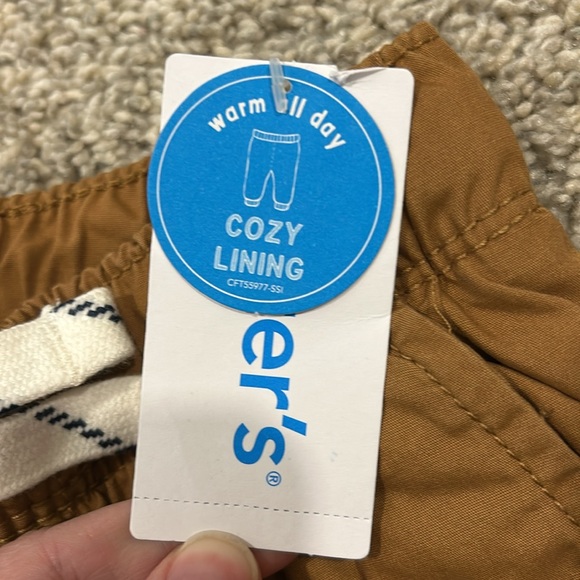 warm all day
COZY
LINING
CFT55977-SSI
er's®